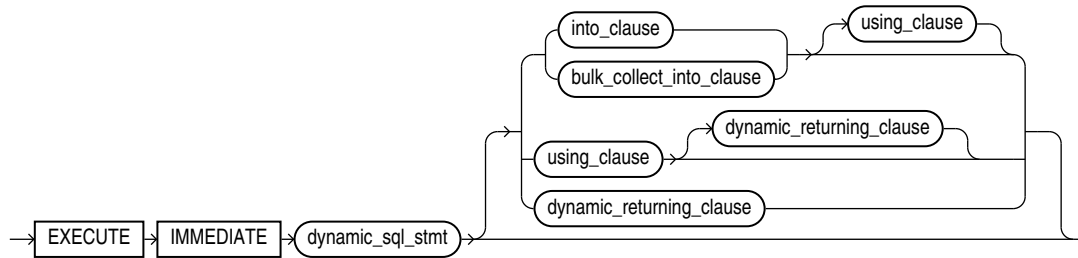 into_clause
using_clause
bulk_collect_into_clause
dynamic_returning_clause
using_clause
dynamic_returning_clause
EXECUTE IMMEDIATE dynamic_sql_stmt